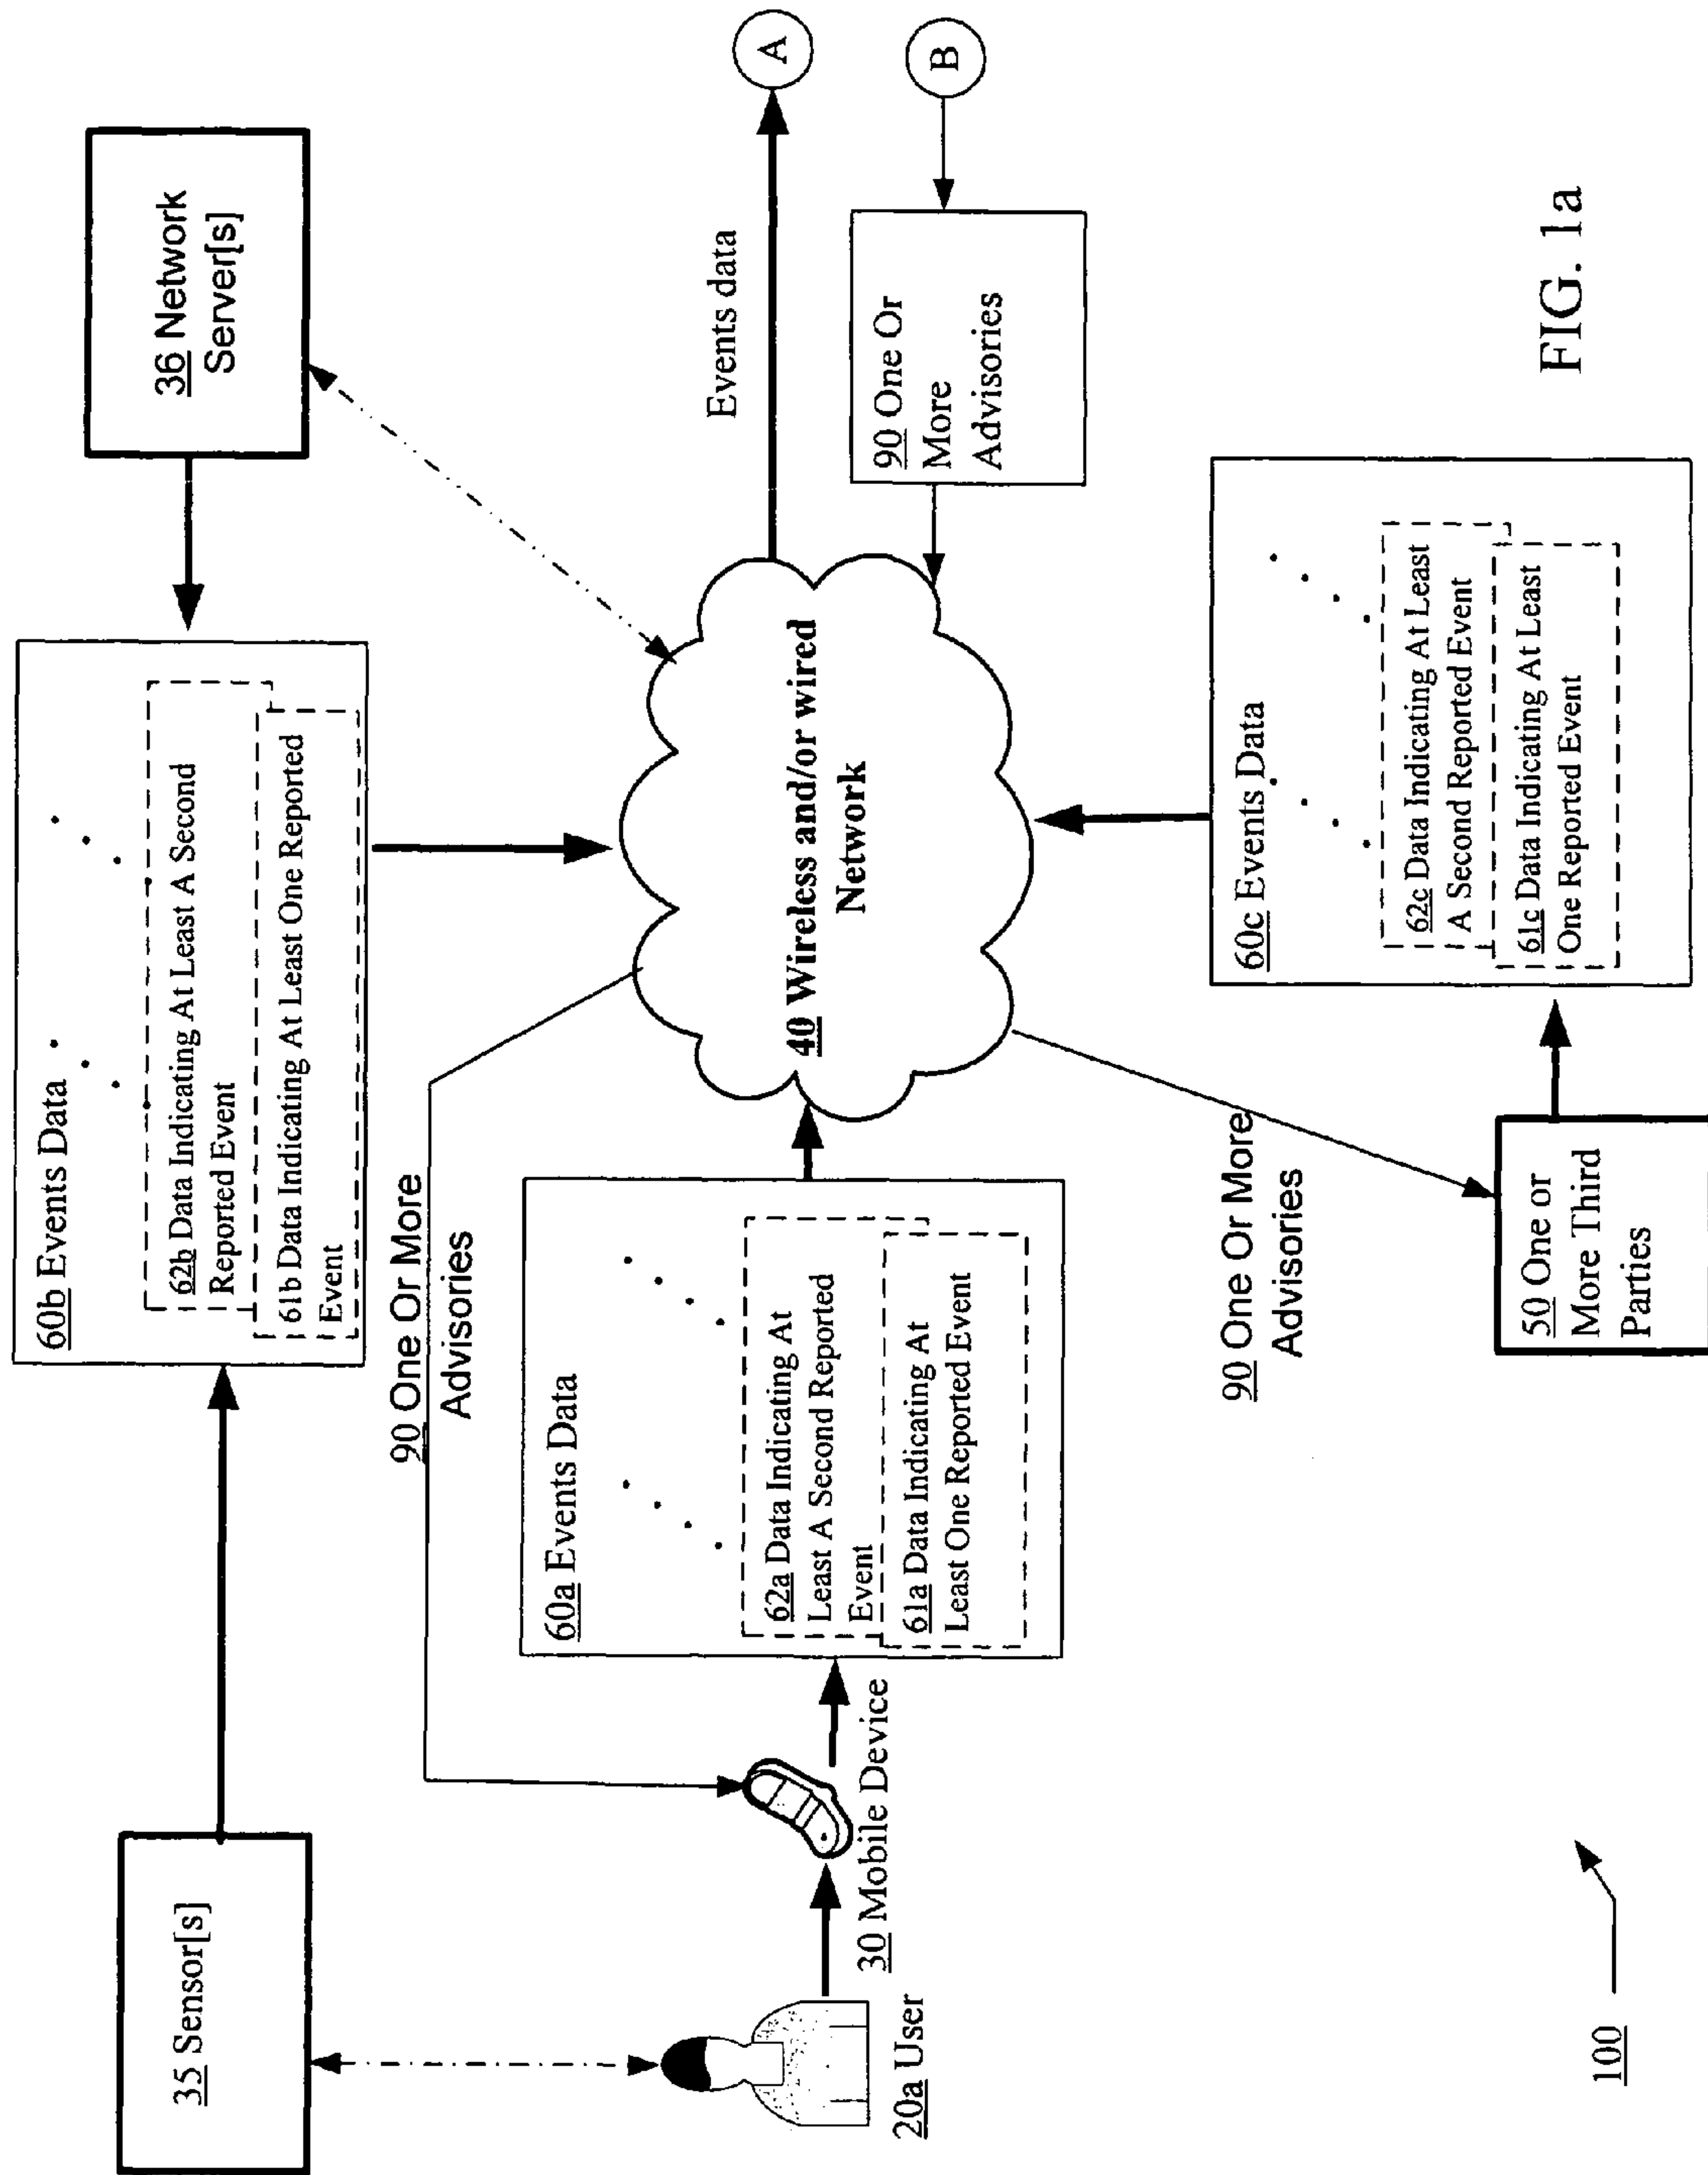 35 Sensor[s]
60b Events Data
62b Data Indicating At Least A Second
Reported Event
61b Data Indicating At Least One Reported
Event
36 Network
Server[s]
90 One Or More
Advisories
20a User
30 Mobile Device
60a Events Data
62a Data Indicating At
Least A Second Reported
Event
61a Data Indicating At
Least One Reported Event
40 Wireless and/or wired
Network
Events data
A
B
90 One Or
More
Advisories
90 One Or More
Advisories
50 One or
More Third
Parties
60c Events Data
62c Data Indicating At Least
A Second Reported Event
61c Data Indicating At Least
One Reported Event
100
FIG. 1a